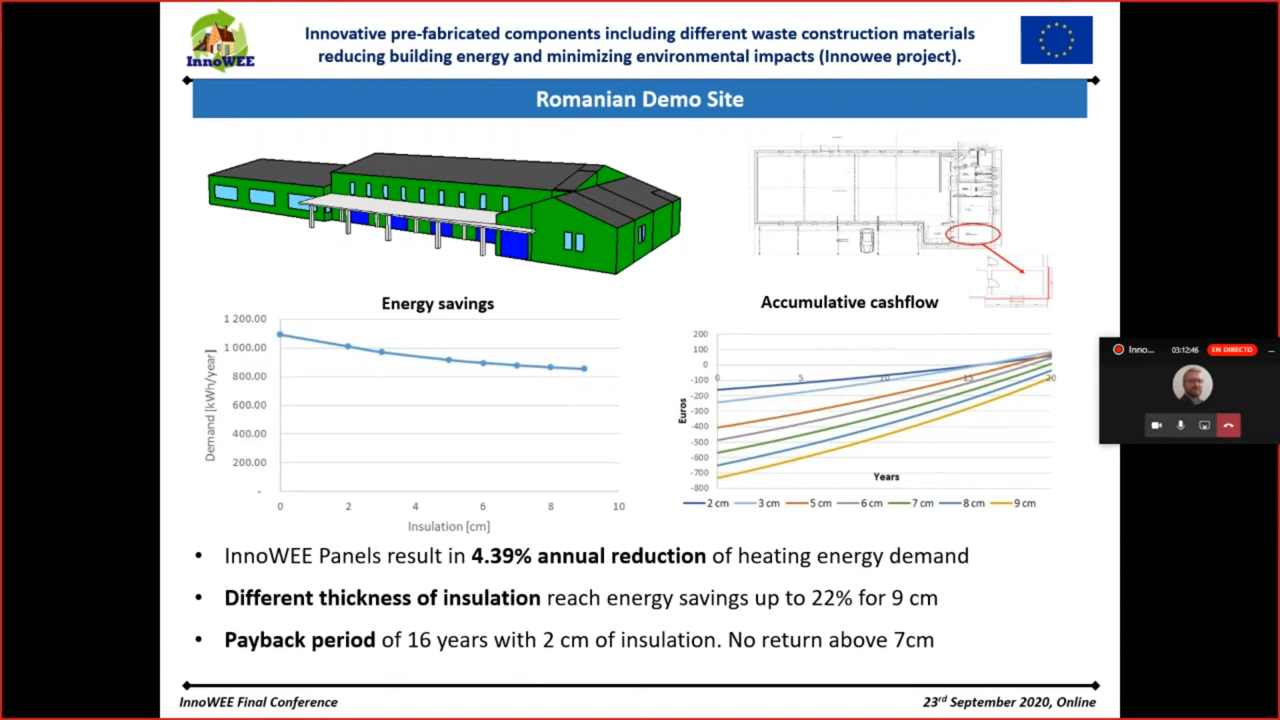 InnoWEE
Innovative pre-fabricated components including different waste construction materials
reducing building energy and minimizing environmental impacts (Innowee project).
Romanian Demo Site
Energy savings
1 200.00
1 000.00
800.00
600.00
400.00
200.00
-
Demand [kWh/year]
0 2 4 6 8 10
Insulation [cm]
Accumulative cashflow
200
100
0
-100
-200
-300
-400
-500
-600
-700
-800
Euros
0 5 10 15 20
Years
2 cm 3 cm 5 cm 6 cm 7 cm 8 cm 9 cm
Inno... 03:12:46 EN DIRECTO
• InnoWEE Panels result in 4.39% annual reduction of heating energy demand
• Different thickness of insulation reach energy savings up to 22% for 9 cm
• Payback period of 16 years with 2 cm of insulation. No return above 7cm
InnoWEE Final Conference
23rd September 2020, Online